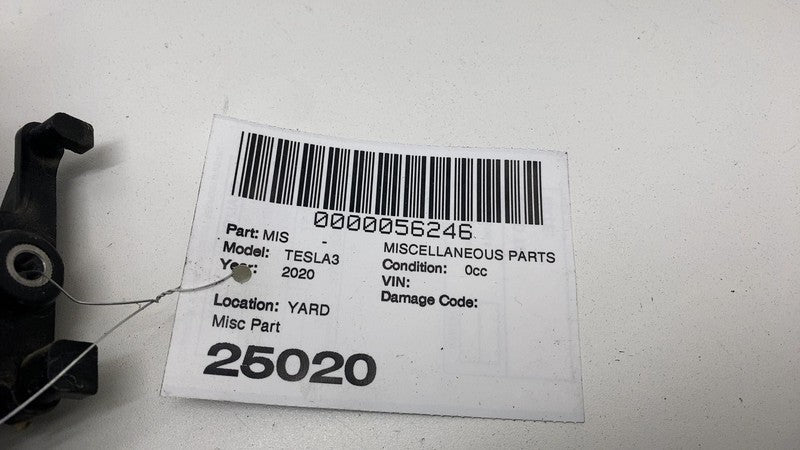 0000056246
Part: MIS - MISCELLANEOUS PARTS
Model: TESLA3 Condition: 0cc
Year: 2020 VIN:
Damage Code:
Location: YARD
Misc Part
25020